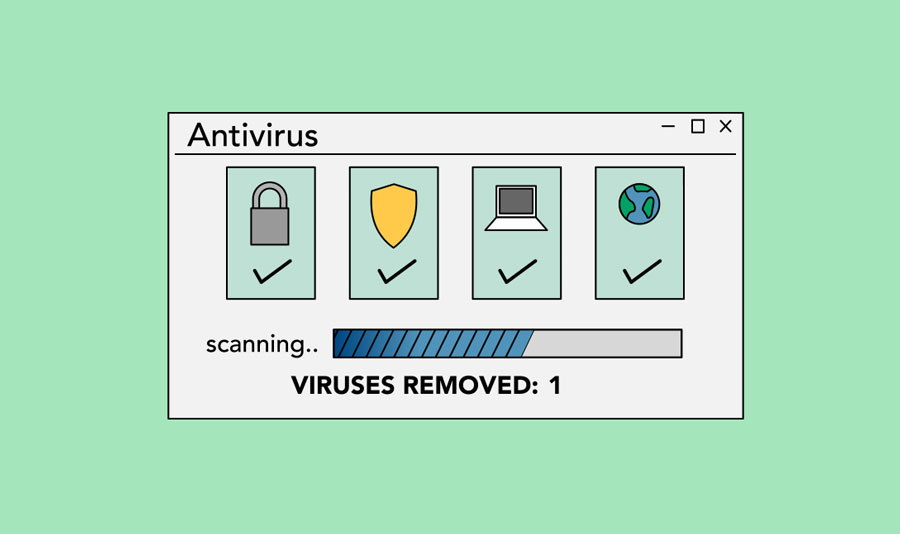 Antivirus
scanning..
VIRUSES REMOVED: 1